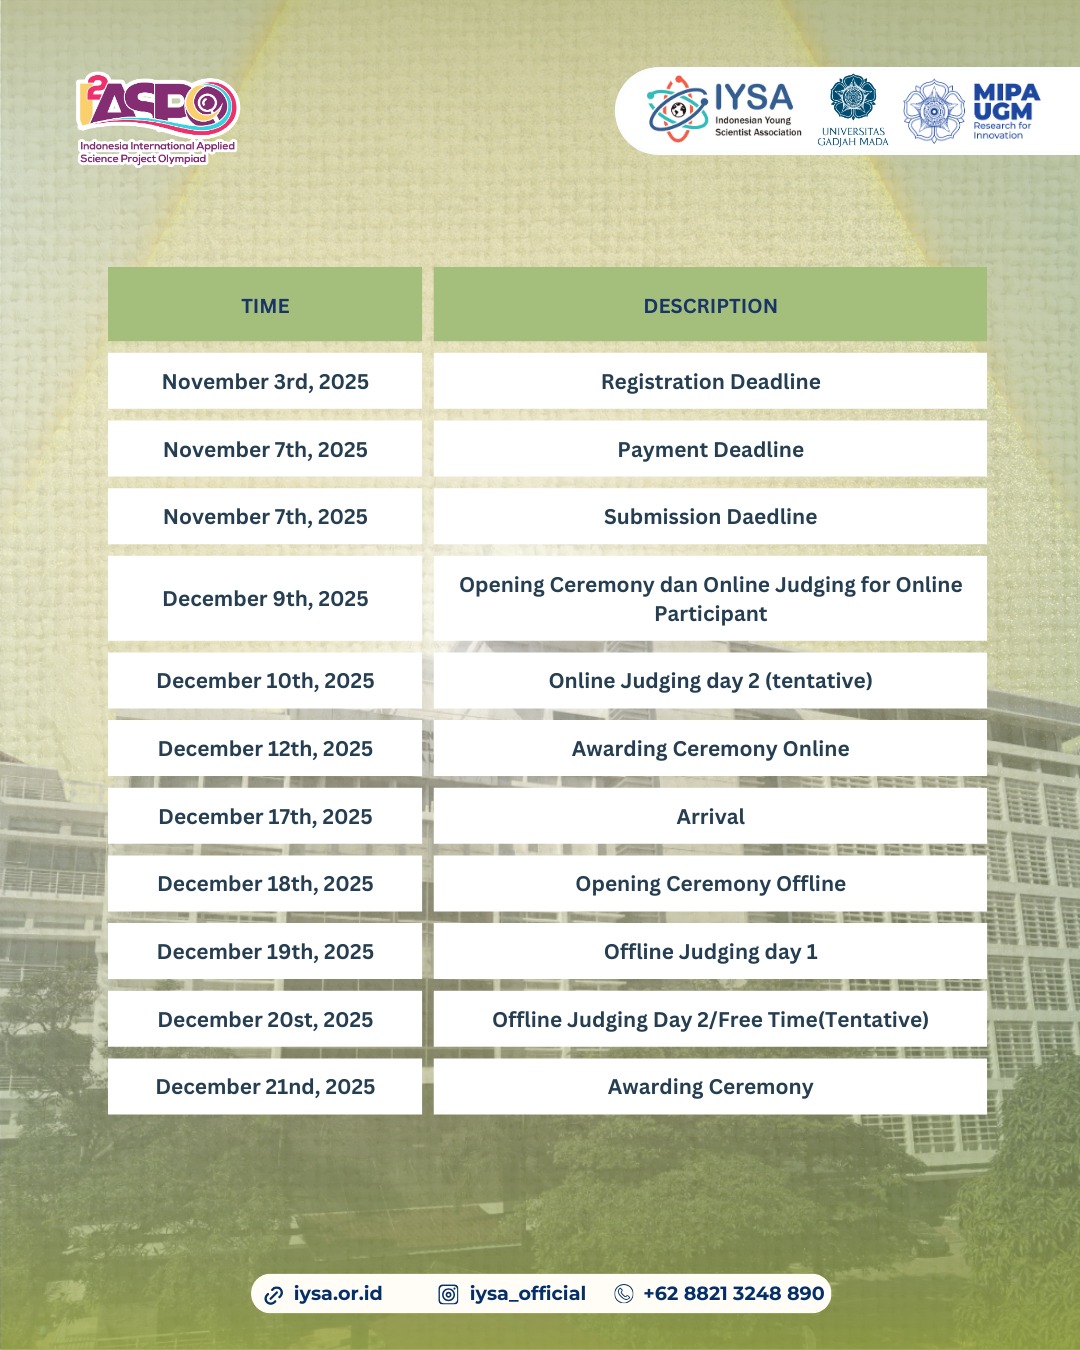 I²ASPO
Indonesia International Applied
Science Project Olympiad
IYSA
Indonesian Young
Scientist Association
UNIVERSITAS
GADJAH MADA
MIPA
UGM
Research for
Innovation
TIME
DESCRIPTION
November 3rd, 2025
Registration Deadline
November 7th, 2025
Payment Deadline
November 7th, 2025
Submission Daedline
December 9th, 2025
Opening Ceremony dan Online Judging for Online
Participant
December 10th, 2025
Online Judging day 2 (tentative)
December 12th, 2025
Awarding Ceremony Online
December 17th, 2025
Arrival
December 18th, 2025
Opening Ceremony Offline
December 19th, 2025
Offline Judging day 1
December 20st, 2025
Offline Judging Day 2/Free Time(Tentative)
December 21nd, 2025
Awarding Ceremony
iysa.or.id
iysa_official
+62 8821 3248 890